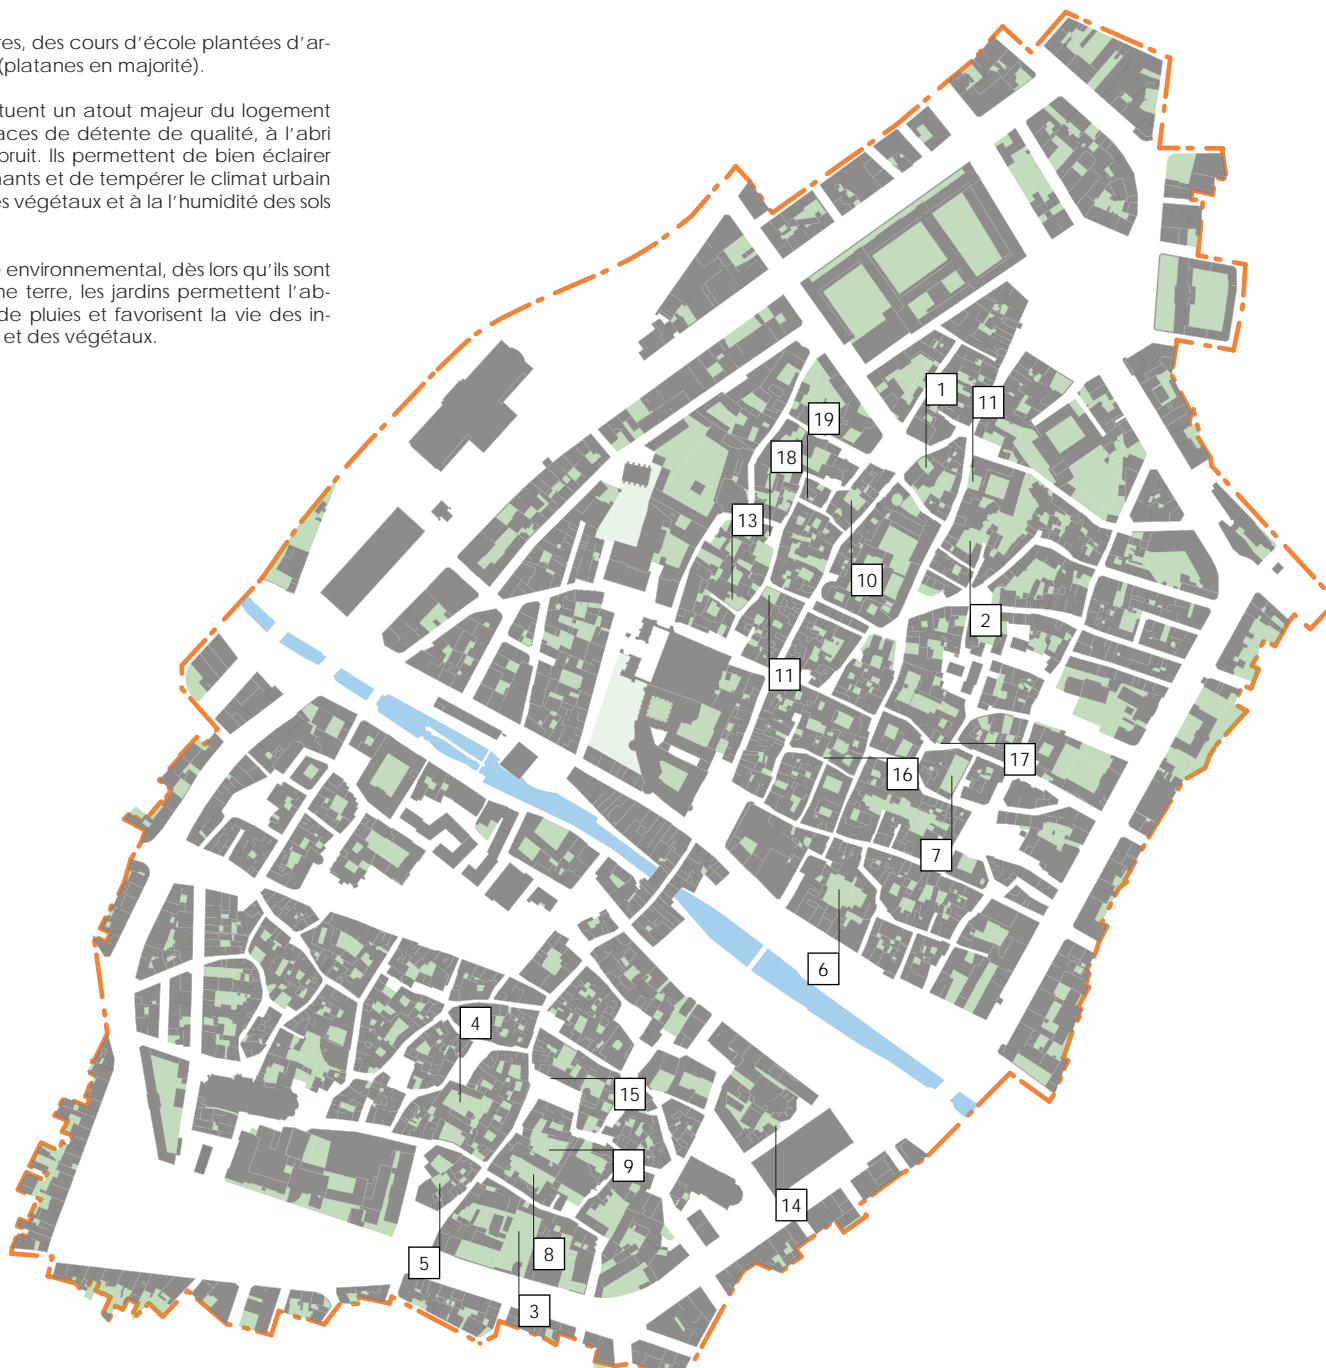 res, des cours d'école plantées d'ar-
(platanes en majorité).
tuent un atout majeur du logement
aces de détente de qualité, à l'abri
bruit. Ils permettent de bien éclairer
nants et de tempérer le climat urbain
es végétaux et à la l'humidité des sols
e environnemental, dès lors qu'ils sont
ne terre, les jardins permettent l'ab-
de pluies et favorisent la vie des in-
et des végétaux.
1
11
19
18
13
10
2
11
17
16
7
6
4
15
9
14
5
8
3